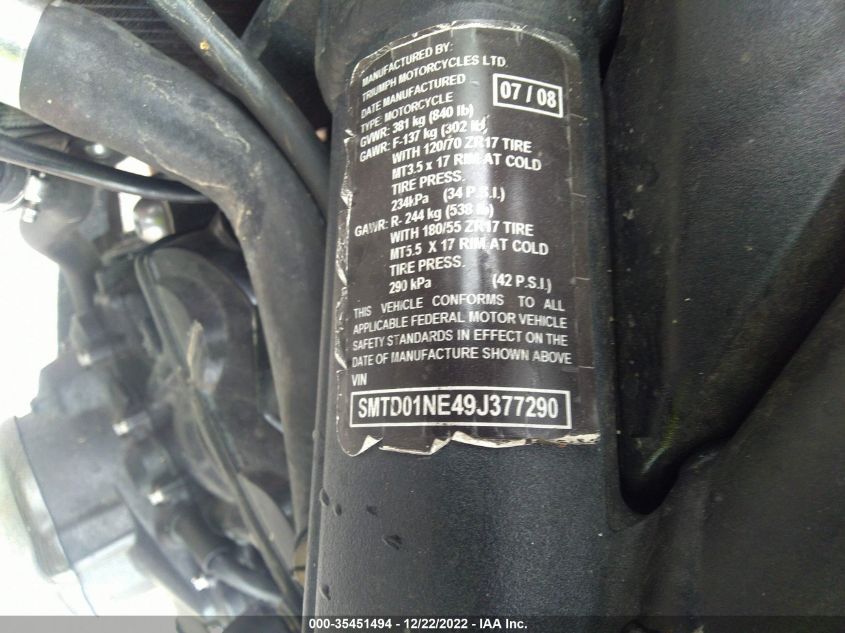 MANUFACTURED BY:
TRIUMPH MOTORCYCLES LTD.
DATE MANUFACTURED 07 / 08
TYPE: MOTORCYCLE
GVWR: 381 kg (840 lb)
GAWR: F-137 kg (302 lb)
WITH 120/70 ZR17 TIRE
MT3.5 x 17 RIM AT COLD
TIRE PRESS.
234kPa (34 P.S.I.)
GAWR: R- 244 kg (538 lb)
WITH 180/55 ZR17 TIRE
MT5.5 X 17 RIM AT COLD
TIRE PRESS.
290 kPa (42 P.S.I.)
THIS VEHICLE CONFORMS TO ALL
APPLICABLE FEDERAL MOTOR VEHICLE
SAFETY STANDARDS IN EFFECT ON THE
DATE OF MANUFACTURE SHOWN ABOVE
VIN
SMTD01NE49J377290
000-35451494 - 12/22/2022 - IAA Inc.